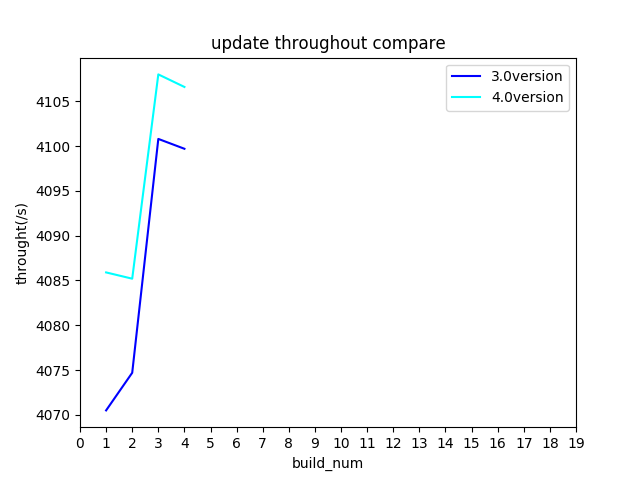 update throughout compare
3.0version
4.0version
throught(/s)
4105
4100
4095
4090
4085
4080
4075
4070
0 1 2 3 4 5 6 7 8 9 10 11 12 13 14 15 16 17 18 19
build_num